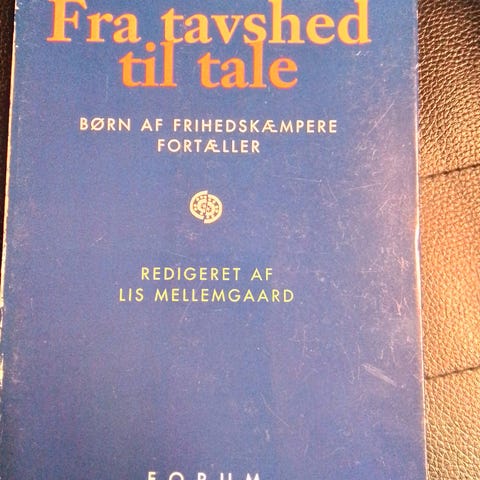 Fra tavshed
til tale
BØRN AF FRIHEDSKÆMPERE
FORTÆLLER
REDIGERET AF
LIS MELLEMGAARD
FORUM